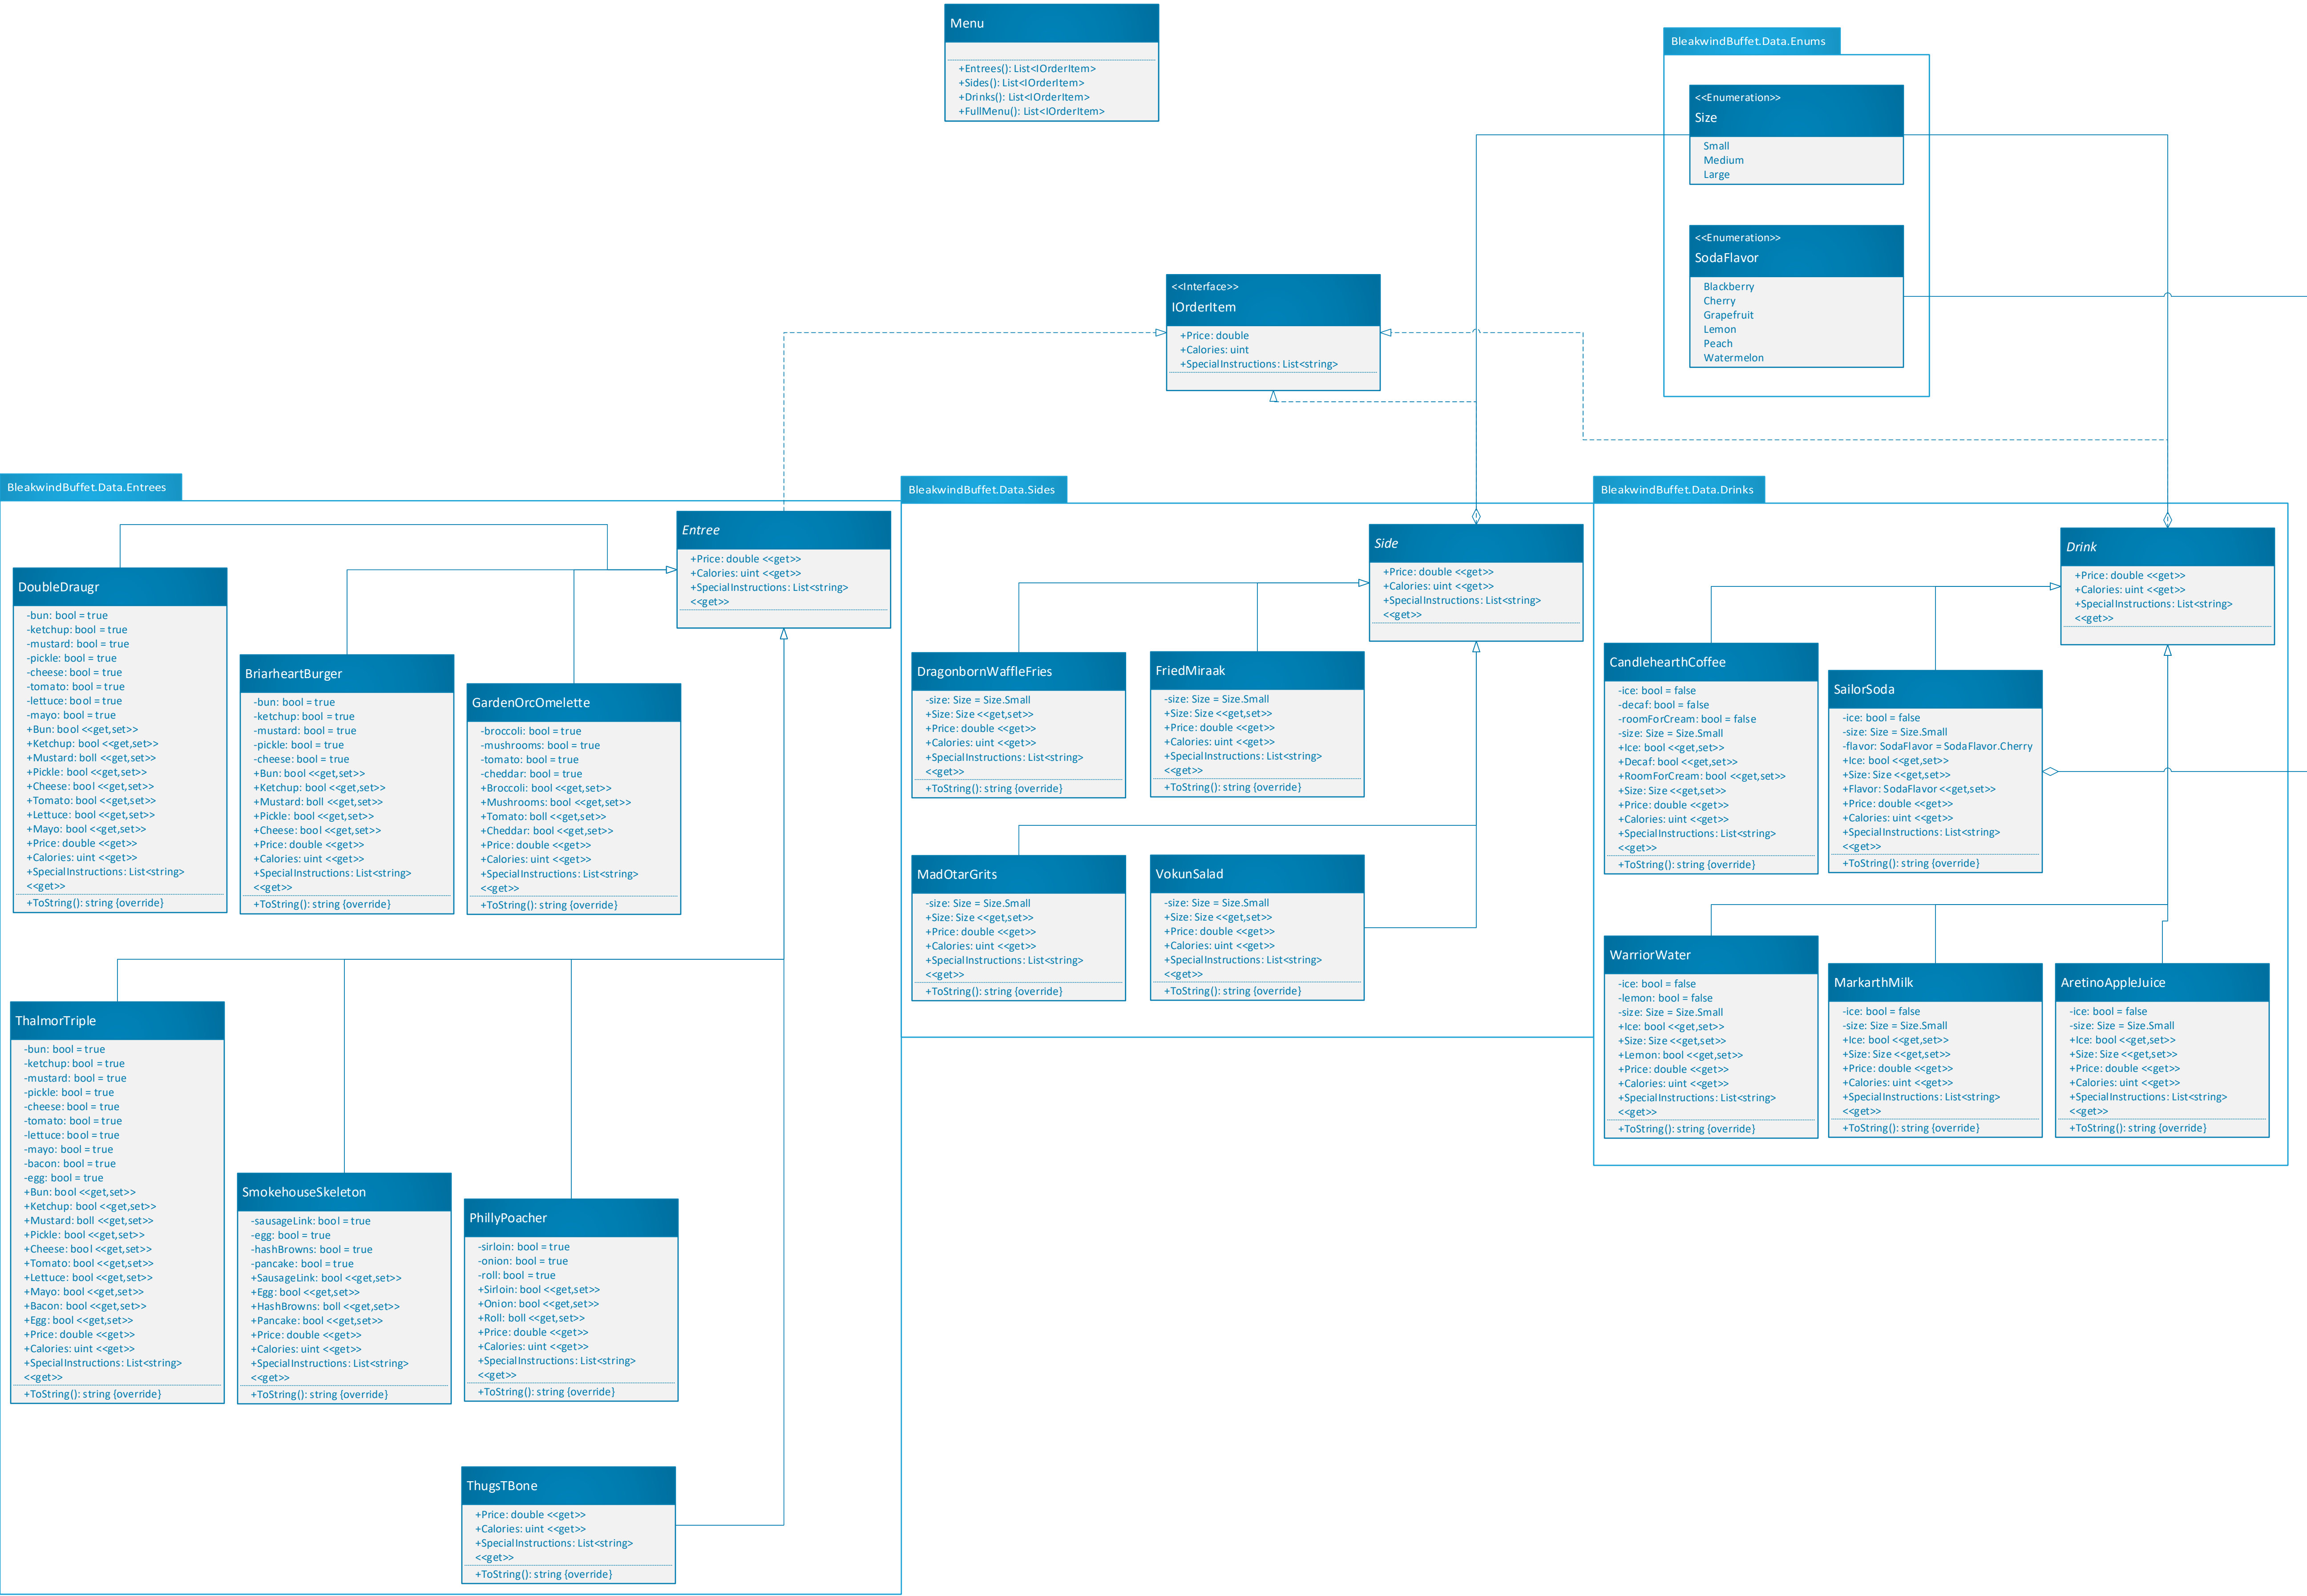 Menu
+Entrees(): List<IOrderItem>
+Sides(): List<IOrderItem>
+Drinks(): List<IOrderItem>
+FullMenu(): List<IOrderItem>
BleakwindBuffet.Data.Enums
<<Enumeration>>
Size
Small
Medium
Large
<<Enumeration>>
SodaFlavor
Blackberry
Cherry
Grapefruit
Lemon
Peach
Watermelon
<<Interface>>
IOrderItem
+Price: double
+Calories: uint
+SpecialInstructions: List<string>
BleakwindBuffet.Data.Entrees
Entree
+Price: double <<get>>
+Calories: uint <<get>>
+SpecialInstructions: List<string>
<<get>>
DoubleDraugr
-bun: bool = true
-ketchup: bool = true
-mustard: bool = true
-pickle: bool = true
-cheese: bool = true
-tomato: bool = true
-lettuce: bool = true
-mayo: bool = true
+Bun: bool <<get,set>>
+Ketchup: bool <<get,set>>
+Mustard: boll <<get,set>>
+Pickle: bool <<get,set>>
+Cheese: bool <<get,set>>
+Tomato: bool <<get,set>>
+Lettuce: bool <<get,set>>
+Mayo: bool <<get,set>>
+Price: double <<get>>
+Calories: uint <<get>>
+SpecialInstructions: List<string>
<<get>>
+ToString(): string {override}
BriarheartBurger
-bun: bool = true
-ketchup: bool = true
-mustard: bool = true
-pickle: bool = true
-cheese: bool = true
+Bun: bool <<get,set>>
+Ketchup: bool <<get,set>>
+Mustard: boll <<get,set>>
+Pickle: bool <<get,set>>
+Cheese: bool <<get,set>>
+Price: double <<get>>
+Calories: uint <<get>>
+SpecialInstructions: List<string>
<<get>>
+ToString(): string {override}
GardenOrcOmelette
-broccoli: bool = true
-mushrooms: bool = true
-tomato: bool = true
-cheddar: bool = true
+Broccoli: bool <<get,set>>
+Mushrooms: bool <<get,set>>
+Tomato: boll <<get,set>>
+Cheddar: bool <<get,set>>
+Price: double <<get>>
+Calories: uint <<get>>
+SpecialInstructions: List<string>
<<get>>
+ToString(): string {override}
ThalmorTriple
-bun: bool = true
-ketchup: bool = true
-mustard: bool = true
-pickle: bool = true
-cheese: bool = true
-tomato: bool = true
-lettuce: bool = true
-mayo: bool = true
-bacon: bool = true
-egg: bool = true
+Bun: bool <<get,set>>
+Ketchup: bool <<get,set>>
+Mustard: boll <<get,set>>
+Pickle: bool <<get,set>>
+Cheese: bool <<get,set>>
+Tomato: bool <<get,set>>
+Lettuce: bool <<get,set>>
+Mayo: bool <<get,set>>
+Bacon: bool <<get,set>>
+Egg: bool <<get,set>>
+Price: double <<get>>
+Calories: uint <<get>>
+SpecialInstructions: List<string>
<<get>>
+ToString(): string {override}
SmokehouseSkeleton
-sausageLink: bool = true
-egg: bool = true
-hashBrowns: bool = true
-pancake: bool = true
+SausageLink: bool <<get,set>>
+Egg: bool <<get,set>>
+HashBrowns: boll <<get,set>>
+Pancake: bool <<get,set>>
+Price: double <<get>>
+Calories: uint <<get>>
+SpecialInstructions: List<string>
<<get>>
+ToString(): string {override}
PhillyPoacher
-sirloin: bool = true
-onion: bool = true
-roll: bool = true
+Sirloin: bool <<get,set>>
+Onion: bool <<get,set>>
+Roll: boll <<get,set>>
+Price: double <<get>>
+Calories: uint <<get>>
+SpecialInstructions: List<string>
<<get>>
+ToString(): string {override}
ThugsTBone
+Price: double <<get>>
+Calories: uint <<get>>
+SpecialInstructions: List<string>
<<get>>
+ToString(): string {override}
BleakwindBuffet.Data.Sides
Side
+Price: double <<get>>
+Calories: uint <<get>>
+SpecialInstructions: List<string>
<<get>>
DragonbornWaffleFries
-size: Size = Size.Small
+Size: Size <<get,set>>
+Price: double <<get>>
+Calories: uint <<get>>
+SpecialInstructions: List<string>
<<get>>
+ToString(): string {override}
FriedMiraak
-size: Size = Size.Small
+Size: Size <<get,set>>
+Price: double <<get>>
+Calories: uint <<get>>
+SpecialInstructions: List<string>
<<get>>
+ToString(): string {override}
MadOtarGrits
-size: Size = Size.Small
+Size: Size <<get,set>>
+Price: double <<get>>
+Calories: uint <<get>>
+SpecialInstructions: List<string>
<<get>>
+ToString(): string {override}
VokunSalad
-size: Size = Size.Small
+Size: Size <<get,set>>
+Price: double <<get>>
+Calories: uint <<get>>
+SpecialInstructions: List<string>
<<get>>
+ToString(): string {override}
BleakwindBuffet.Data.Drinks
Drink
+Price: double <<get>>
+Calories: uint <<get>>
+SpecialInstructions: List<string>
<<get>>
CandlehearthCoffee
-ice: bool = false
-decaf: bool = false
-roomForCream: bool = false
-size: Size = Size.Small
+Ice: bool <<get,set>>
+Decaf: bool <<get,set>>
+RoomForCream: bool <<get,set>>
+Size: Size <<get,set>>
+Price: double <<get>>
+Calories: uint <<get>>
+SpecialInstructions: List<string>
<<get>>
+ToString(): string {override}
SailorSoda
-ice: bool = false
-size: Size = Size.Small
-flavor: SodaFlavor = SodaFlavor.Cherry
+Ice: bool <<get,set>>
+Size: Size <<get,set>>
+Flavor: SodaFlavor <<get,set>>
+Price: double <<get>>
+Calories: uint <<get>>
+SpecialInstructions: List<string>
<<get>>
+ToString(): string {override}
WarriorWater
-ice: bool = false
-lemon: bool = false
-size: Size = Size.Small
+Ice: bool <<get,set>>
+Size: Size <<get,set>>
+Lemon: bool <<get,set>>
+Price: double <<get>>
+Calories: uint <<get>>
+SpecialInstructions: List<string>
<<get>>
+ToString(): string {override}
MarkarthMilk
-ice: bool = false
-size: Size = Size.Small
+Ice: bool <<get,set>>
+Size: Size <<get,set>>
+Price: double <<get>>
+Calories: uint <<get>>
+SpecialInstructions: List<string>
<<get>>
+ToString(): string {override}
AretinoAppleJuice
-ice: bool = false
-size: Size = Size.Small
+Ice: bool <<get,set>>
+Size: Size <<get,set>>
+Price: double <<get>>
+Calories: uint <<get>>
+SpecialInstructions: List<string>
<<get>>
+ToString(): string {override}